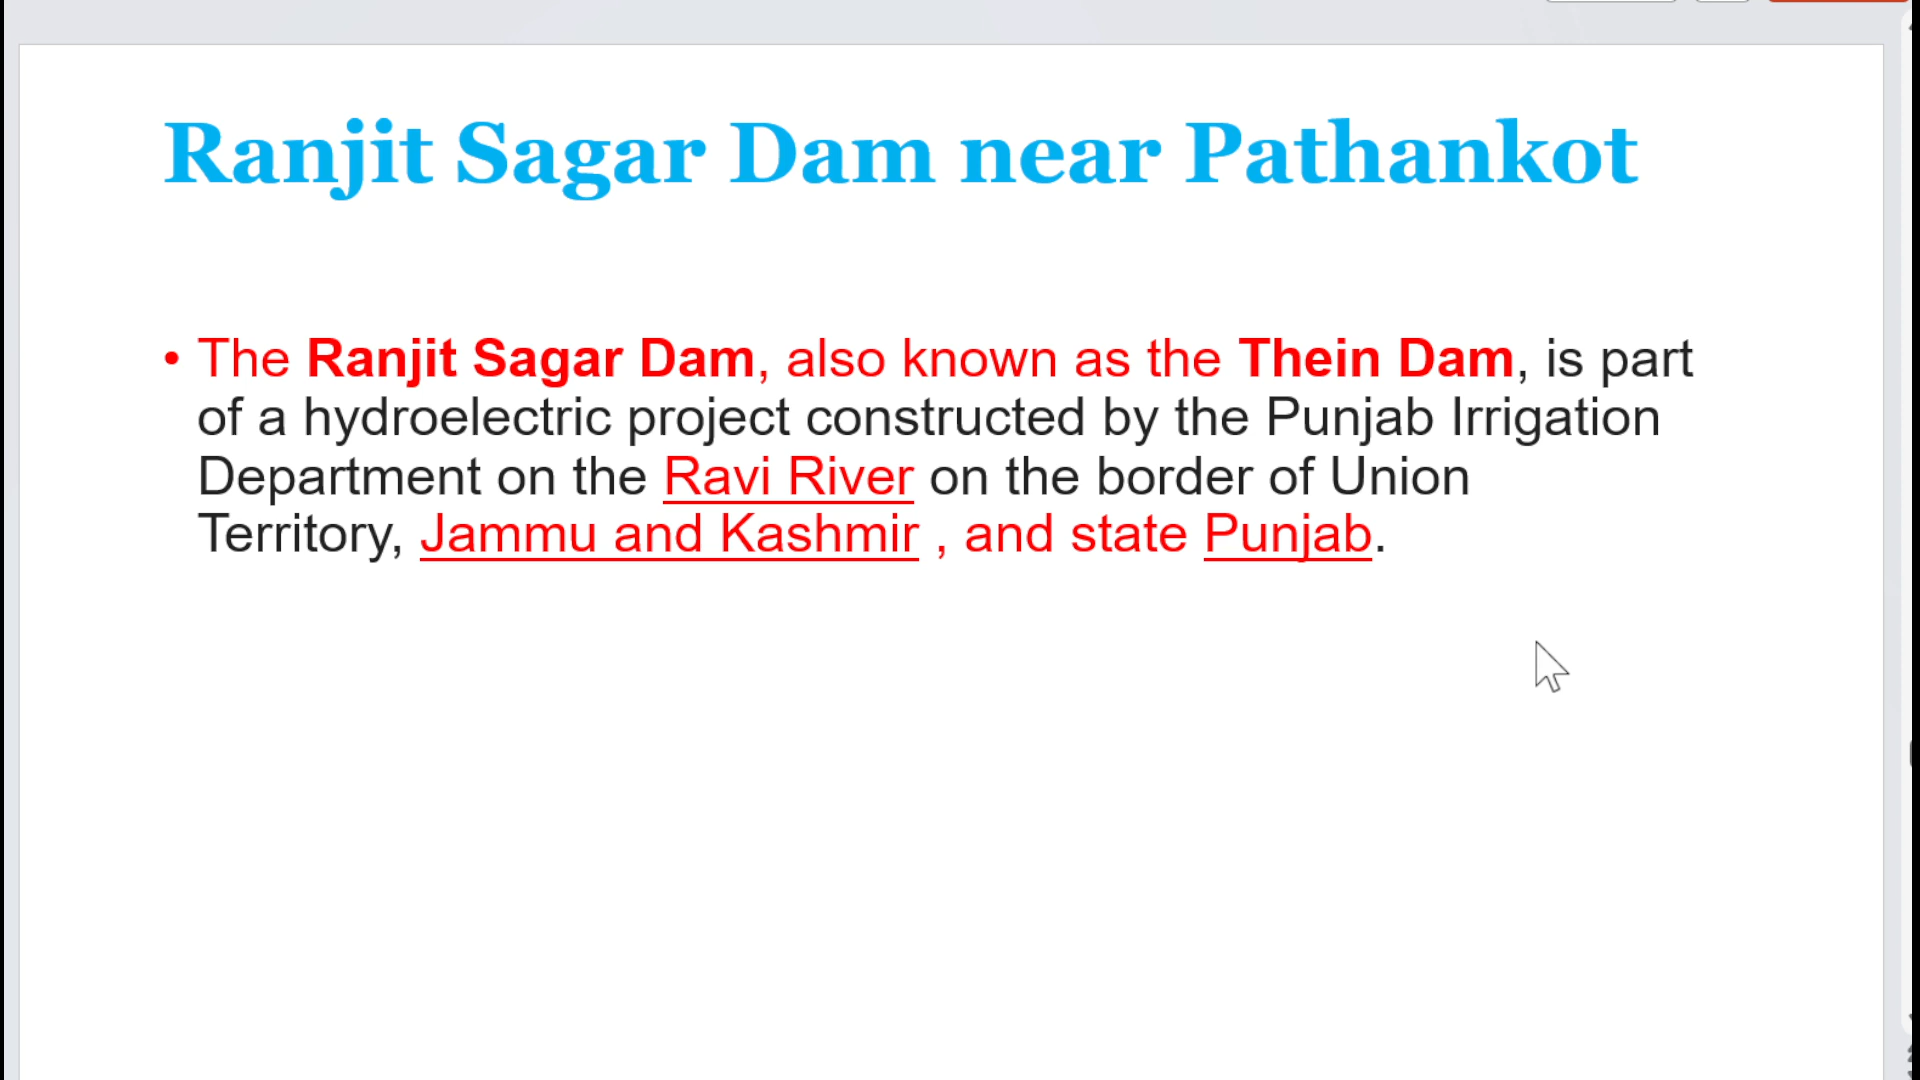 Ranjit Sagar Dam near Pathankot
• The Ranjit Sagar Dam, also known as the Thein Dam, is part
of a hydroelectric project constructed by the Punjab Irrigation
Department on the Ravi River on the border of Union
Territory, Jammu and Kashmir , and state Punjab.